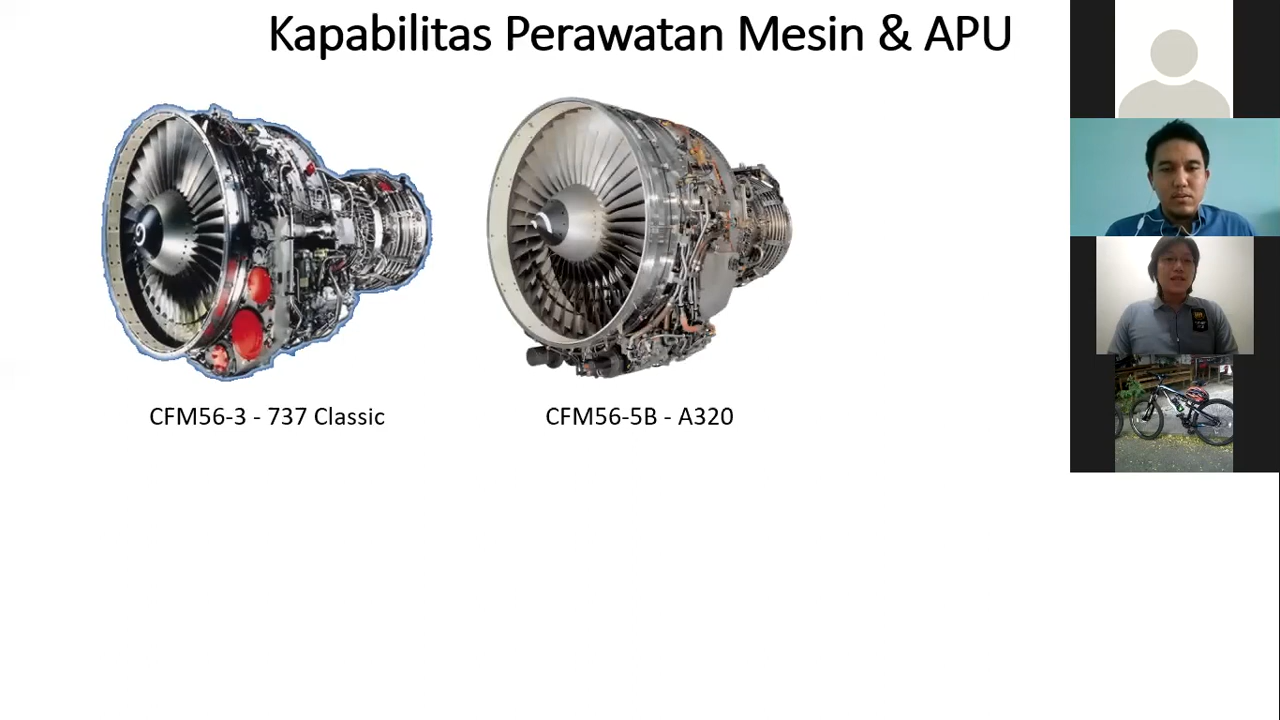 Kapabilitas Perawatan Mesin & APU
CFM56-3 - 737 Classic
CFM56-5B - A320